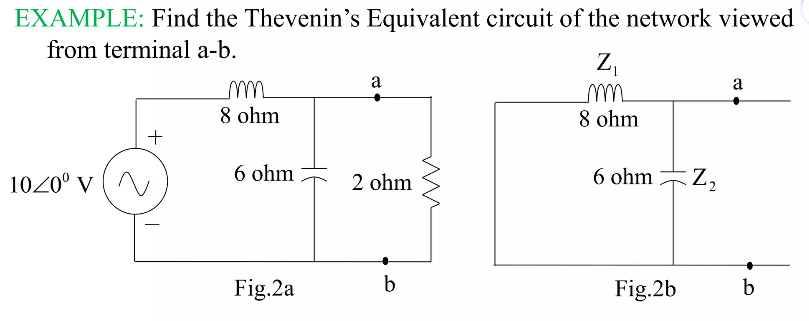 EXAMPLE: Find the Thevenin's Equivalent circuit of the network viewed
from terminal a-b.
a
8 ohm
+
10∠0⁰ V
6 ohm
2 ohm
−
b
Fig.2a
Z₁
a
8 ohm
6 ohm
Z₂
Fig.2b
b